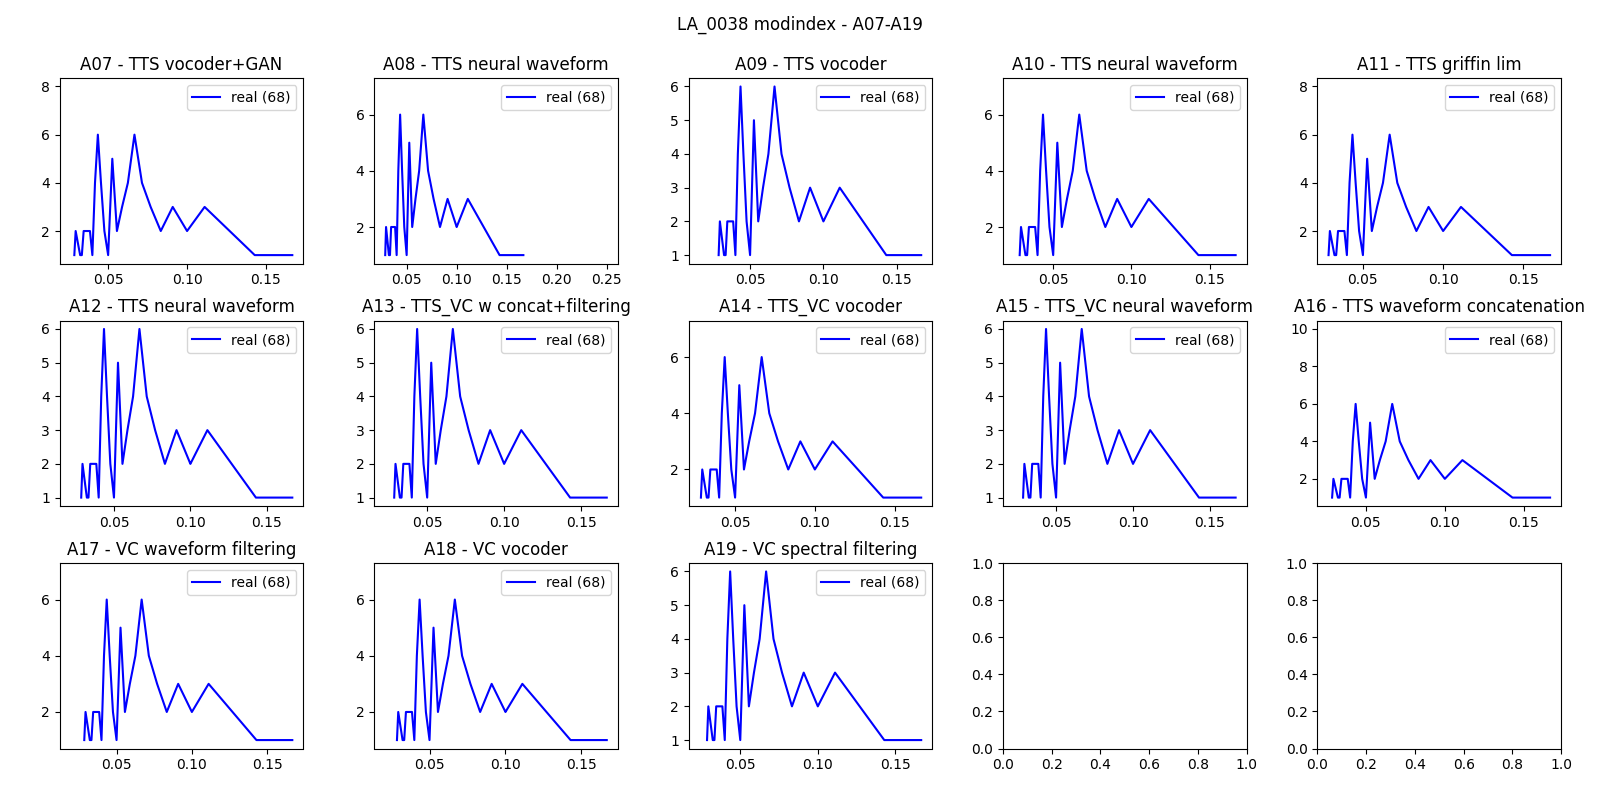 LA_0038 modindex - A07-A19
A07 - TTS vocoder+GAN
A08 - TTS neural waveform
A09 - TTS vocoder
A10 - TTS neural waveform
A11 - TTS griffin lim
real (68)
real (68)
real (68)
real (68)
real (68)
8
6
4
2
6
4
2
6
5
4
3
2
1
6
4
2
8
6
4
2
0.05 0.10 0.15
0.05 0.10 0.15 0.20 0.25
0.05 0.10 0.15
0.05 0.10 0.15
0.05 0.10 0.15
A12 - TTS neural waveform
A13 - TTS_VC w concat+filtering
A14 - TTS_VC vocoder
A15 - TTS_VC neural waveform
A16 - TTS waveform concatenation
real (68)
real (68)
real (68)
real (68)
real (68)
6
5
4
3
2
1
6
5
4
3
2
1
6
4
2
6
5
4
3
2
1
10
8
6
4
2
0.05 0.10 0.15
0.05 0.10 0.15
0.05 0.10 0.15
0.05 0.10 0.15
0.05 0.10 0.15
A17 - VC waveform filtering
A18 - VC vocoder
A19 - VC spectral filtering
real (68)
real (68)
real (68)
6
4
2
6
4
2
6
5
4
3
2
1
1.0
0.8
0.6
0.4
0.2
0.0
1.0
0.8
0.6
0.4
0.2
0.0
0.05 0.10 0.15
0.05 0.10 0.15
0.05 0.10 0.15
0.0 0.2 0.4 0.6 0.8 1.0
0.0 0.2 0.4 0.6 0.8 1.0